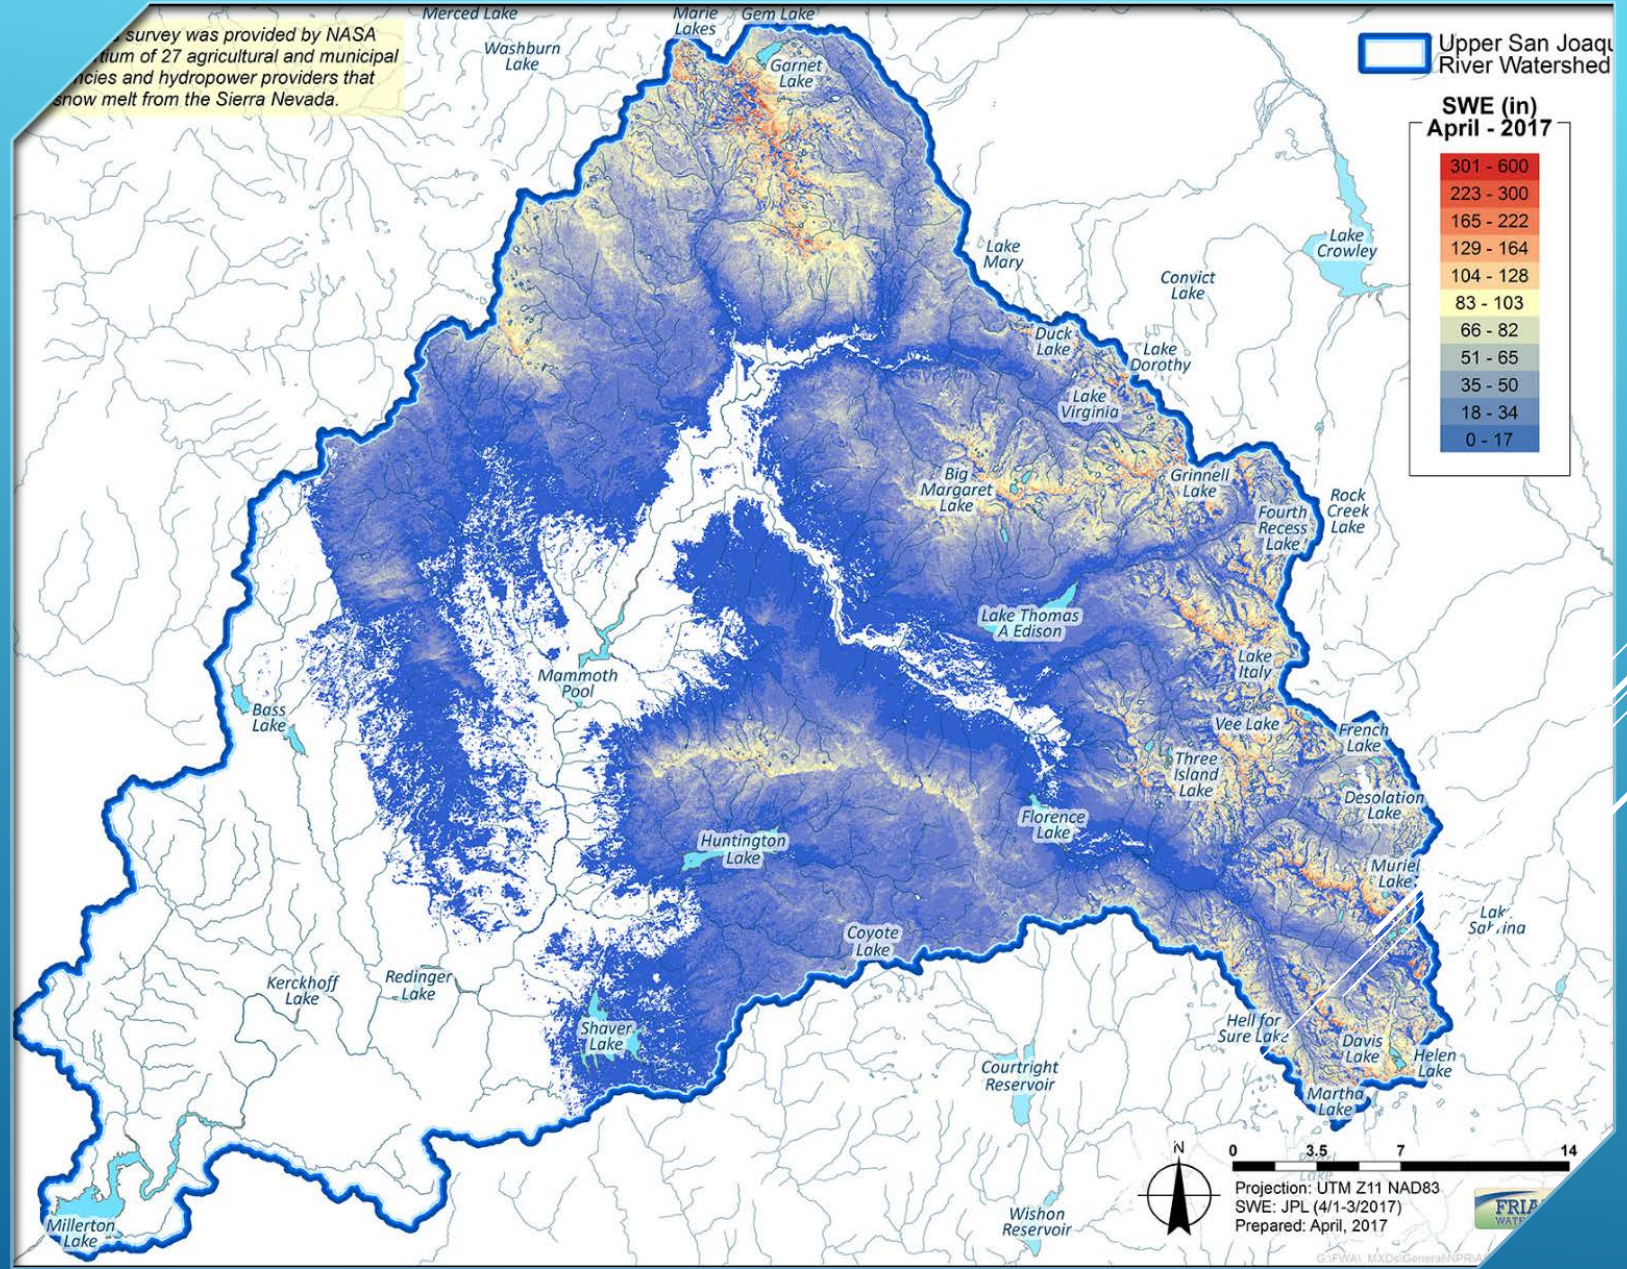 survey was provided by NASA
of 27 agricultural and municipal
and hydropower providers that
snow melt from the Sierra Nevada.
Merced Lake
Marie
Lakes
Gem Lake
Washburn
Lake
Garnet
Lake
Upper San Joaqu
River Watershed
SWE (in)
April - 2017
301 - 600
223 - 300
165 - 222
129 - 164
104 - 128
83 - 103
66 - 82
51 - 65
35 - 50
18 - 34
0 - 17
Lake
Crowley
Lake
Mary
Convict
Lake
Duck
Lake
Lake
Dorothy
Lake
Virginia
Big
Margaret
Lake
Grinnell
Lake
Fourth
Recess
Lake
Rock
Creek
Lake
Lake Thomas
A Edison
Lake
Italy
Mammoth
Pool
Bass
Lake
Vee Lake
French
Lake
Three
Island
Lake
Desolation
Lake
Florence
Lake
Huntington
Lake
Muriel
Lake
Coyote
Lake
Lake
Sabrina
Kerckhoff
Lake
Redinger
Lake
Shaver
Lake
Hell for
Sure Lake
Davis
Lake
Helen
Lake
Courtright
Reservoir
Martha
Lake
Wishon
Reservoir
Millerton
Lake
N
0 3.5 7 14
Lake
Projection: UTM Z11 NAD83
SWE: JPL (4/1-3/2017)
Prepared: April, 2017
FRIA
WAT